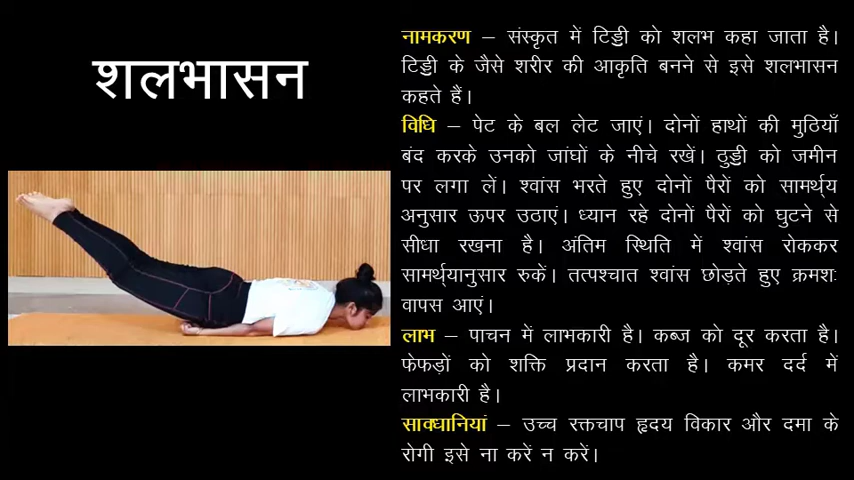 शलभासन
नामकरण – संस्कृत में टिड्डी को शलभ कहा जाता है।
टिड्डी के जैसे शरीर की आकृति बनने से इसे शलभासन
कहते हैं।
विधि – पेट के बल लेट जाएं। दोनों हाथों की मुठियाँ
बंद करके उनको जांघों के नीचे रखें। ठुड्डी को जमीन
पर लगा लें। श्वांस भरते हुए दोनों पैरों को सामर्थ्य
अनुसार ऊपर उठाएं। ध्यान रहे दोनों पैरों को घुटने से
सीधा रखना है। अंतिम स्थिति में श्वांस रोककर
सामर्थ्यानुसार रुकें। तत्पश्चात श्वांस छोड़ते हुए क्रमशः
वापस आएं।
लाभ – पाचन में लाभकारी है। कब्ज को दूर करता है।
फेफड़ों को शक्ति प्रदान करता है। कमर दर्द में
लाभकारी है।
सावधानियां – उच्च रक्तचाप हृदय विकार और दमा के
रोगी इसे ना करें न करें।